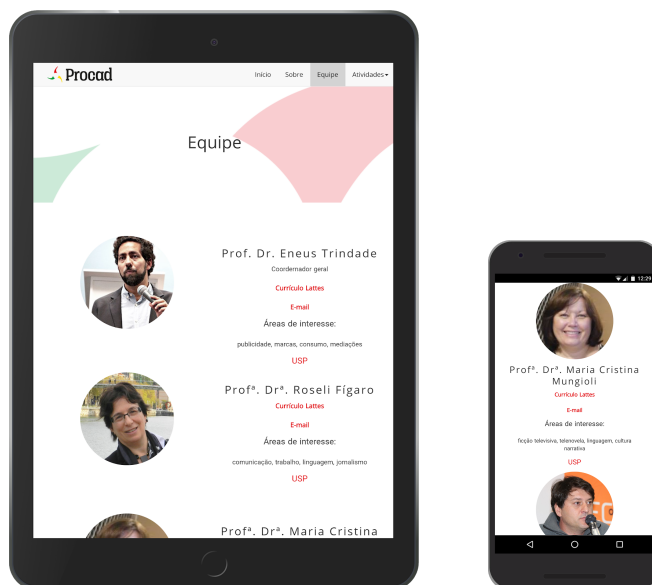 Procad
Início Sobre Equipe Atividades
Equipe
Prof. Dr. Eneus Trindade
Coordernador geral
Currículo Lattes
E-mail
Áreas de interesse:
publicidade, marcas, consumo, mediações
USP
Profª. Drª. Roseli Fígaro
Currículo Lattes
E-mail
Áreas de interesse:
comunicação, trabalho, linguagem, jornalismo
USP
Profª. Drª. Maria Cristina
12:29
Profª. Drª. Maria Cristina
Mungioli
Currículo Lattes
E-mail
Áreas de interesse:
ficção televisiva, telenovela, linguagem, cultura
narrativa
USP